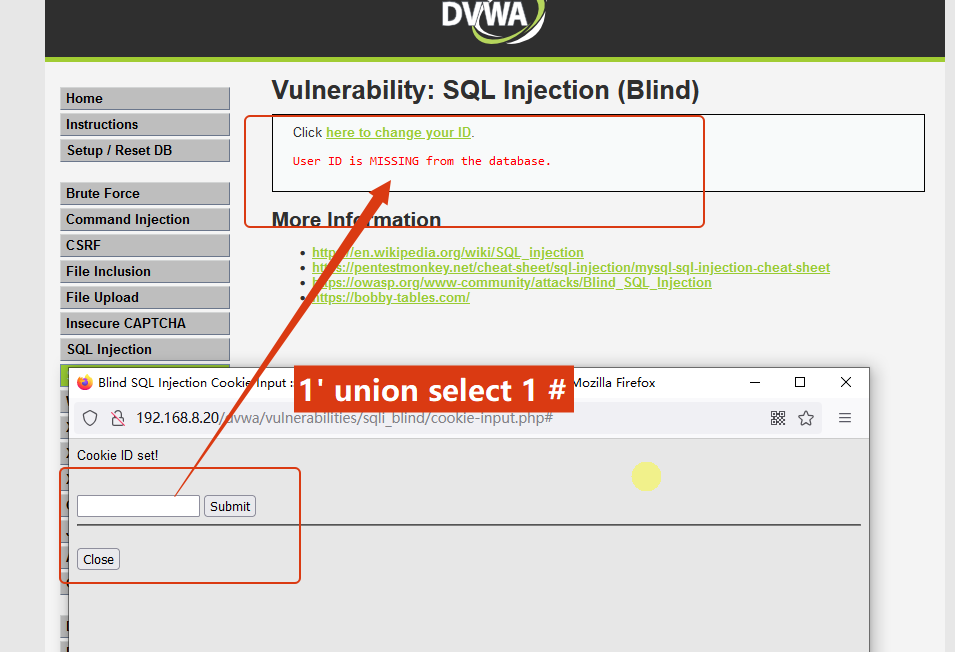 DVWA
Vulnerability: SQL Injection (Blind)
Home
Instructions
Setup / Reset DB
Click here to change your ID.
User ID is MISSING from the database.
Brute Force
Command Injection
CSRF
File Inclusion
File Upload
Insecure CAPTCHA
SQL Injection
More Information
https://en.wikipedia.org/wiki/SQL_injection
https://pentestmonkey.net/cheat-sheet/sql-injection/mysql-sql-injection-cheat-sheet
https://owasp.org/www-community/attacks/Blind_SQL_Injection
https://bobby-tables.com/
Blind SQL Injection Cookie Input :
Mozilla Firefox
1' union select 1 #
192.168.8.20/dvwa/vulnerabilities/sqli_blind/cookie-input.php#
Cookie ID set!
Submit
Close